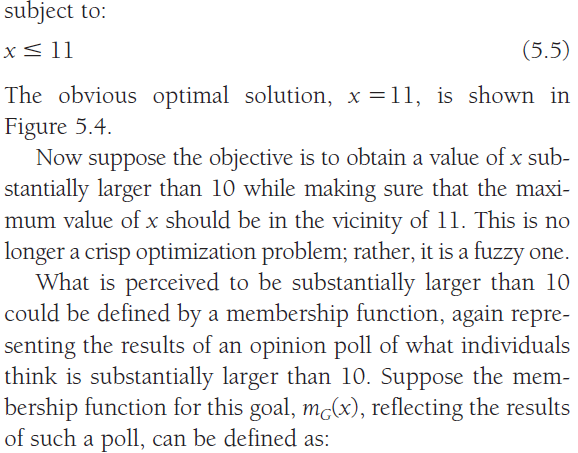 subject to:
x ≤ 11 (5.5)
The obvious optimal solution, x = 11, is shown in
Figure 5.4.
Now suppose the objective is to obtain a value of x sub-
stantially larger than 10 while making sure that the maxi-
mum value of x should be in the vicinity of 11. This is no
longer a crisp optimization problem; rather, it is a fuzzy one.
What is perceived to be substantially larger than 10
could be defined by a membership function, again repre-
senting the results of an opinion poll of what individuals
think is substantially larger than 10. Suppose the mem-
bership function for this goal, m_G(x), reflecting the results
of such a poll, can be defined as: